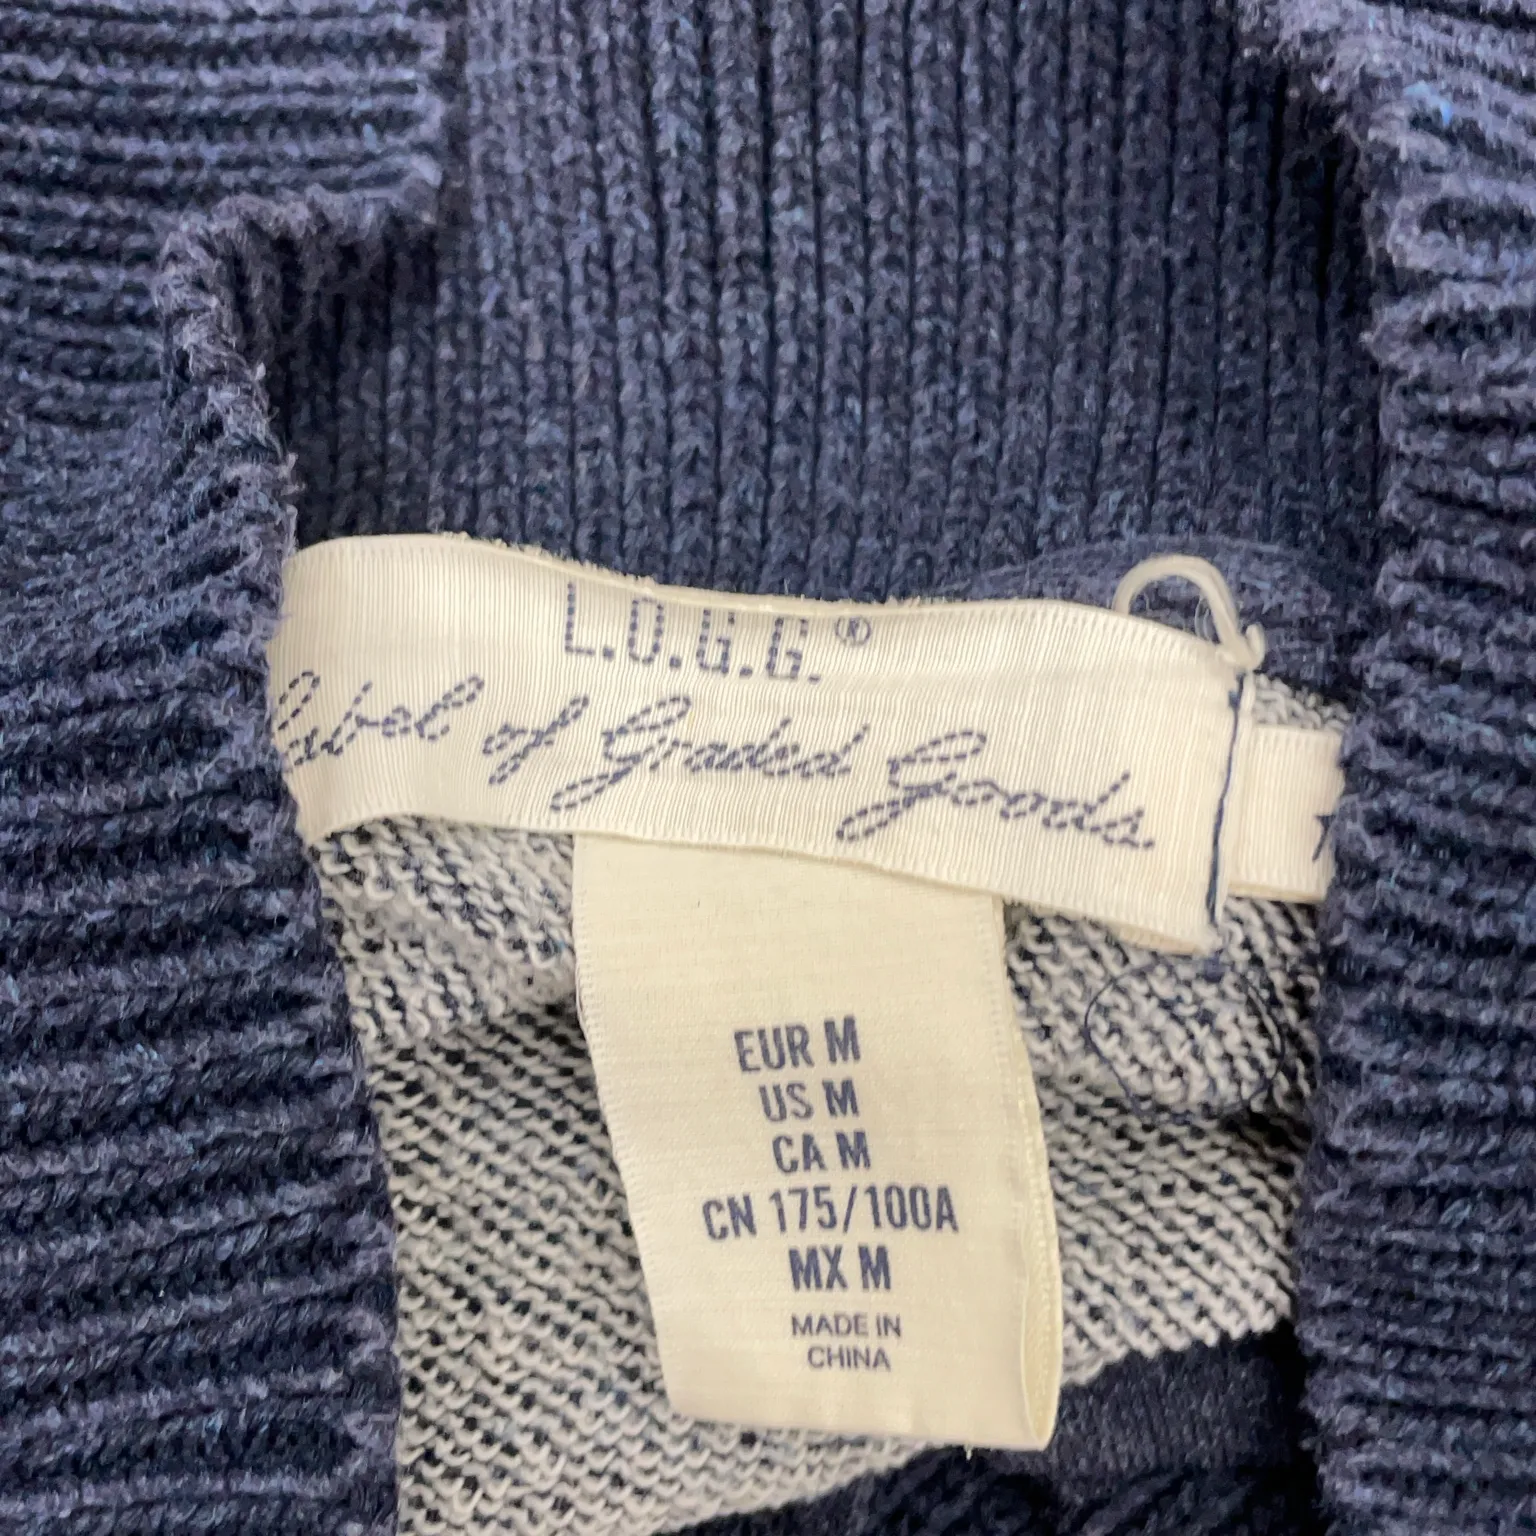 L.O.G.G.®
Label of Graded Goods.
EUR M
US M
CA M
CN 175/100A
MX M
MADE IN
CHINA